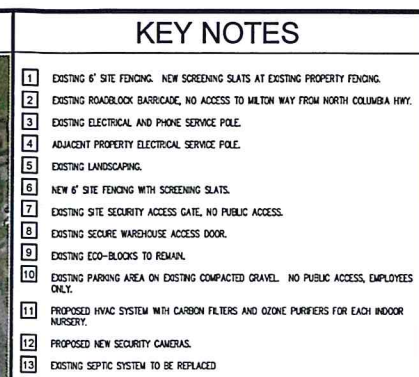 KEY NOTES
1 EXISTING 6' SITE FENCING. NEW SCREENING SLATS AT EXISTING PROPERTY FENCING.
2 EXISTING ROADBLOCK BARRICADE, NO ACCESS TO MILTON WAY FROM NORTH COLUMBIA HWY.
3 EXISTING ELECTRICAL AND PHONE SERVICE POLE.
4 ADJACENT PROPERTY ELECTRICAL SERVICE POLE.
5 EXISTING LANDSCAPING.
6 NEW 6' SITE FENCING WITH SCREENING SLATS.
7 EXISTING SITE SECURITY ACCESS GATE, NO PUBLIC ACCESS.
8 EXISTING SECURE WAREHOUSE ACCESS DOOR.
9 EXISTING ECO-BLOCKS TO REMAIN.
10 EXISTING PARKING AREA ON EXISTING COMPACTED GRAVEL. NO PUBLIC ACCESS, EMPLOYEES
ONLY.
11 PROPOSED HVAC SYSTEM WITH CARBON FILTERS AND OZONE PURIFIERS FOR EACH INDOOR
NURSERY.
12 PROPOSED NEW SECURITY CAMERAS.
13 EXISTING SEPTIC SYSTEM TO BE REPLACED